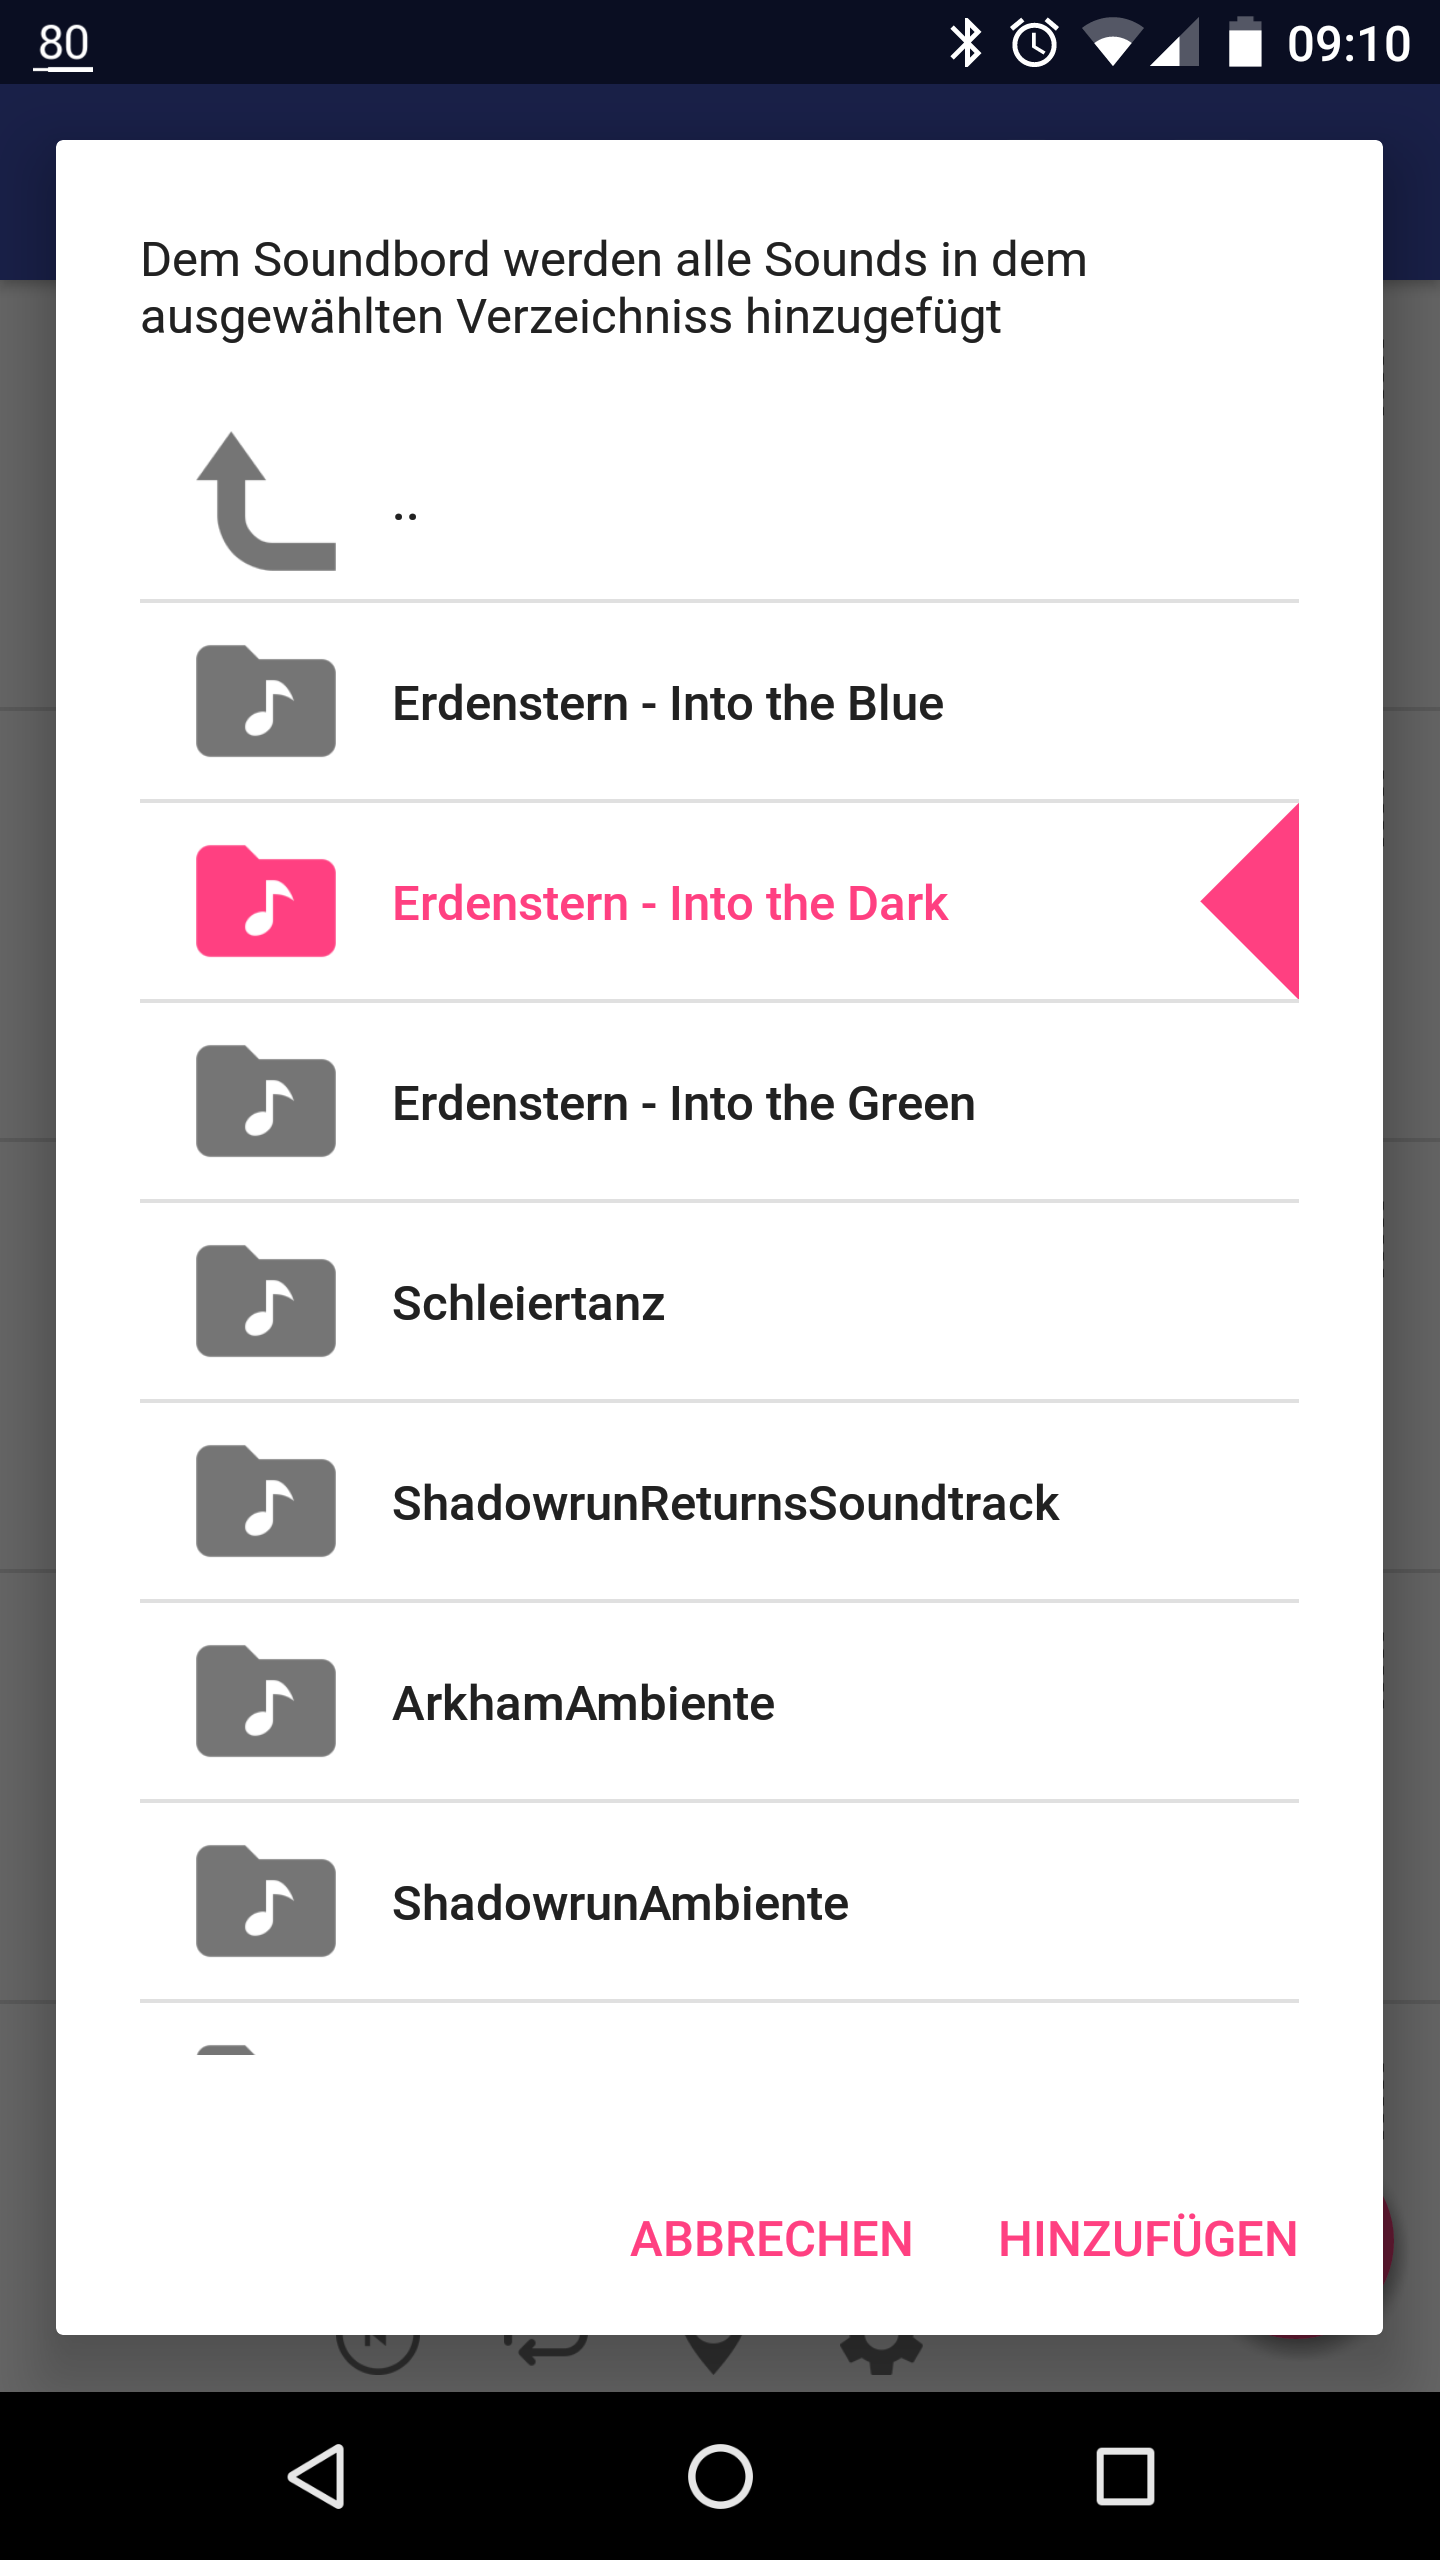 80
09:10
Dem Soundbord werden alle Sounds in dem
ausgewählten Verzeichniss hinzugefügt
..
Erdenstern - Into the Blue
Erdenstern - Into the Dark
Erdenstern - Into the Green
Schleiertanz
ShadowrunReturnsSoundtrack
ArkhamAmbiente
ShadowrunAmbiente
ABBRECHEN
HINZUFÜGEN